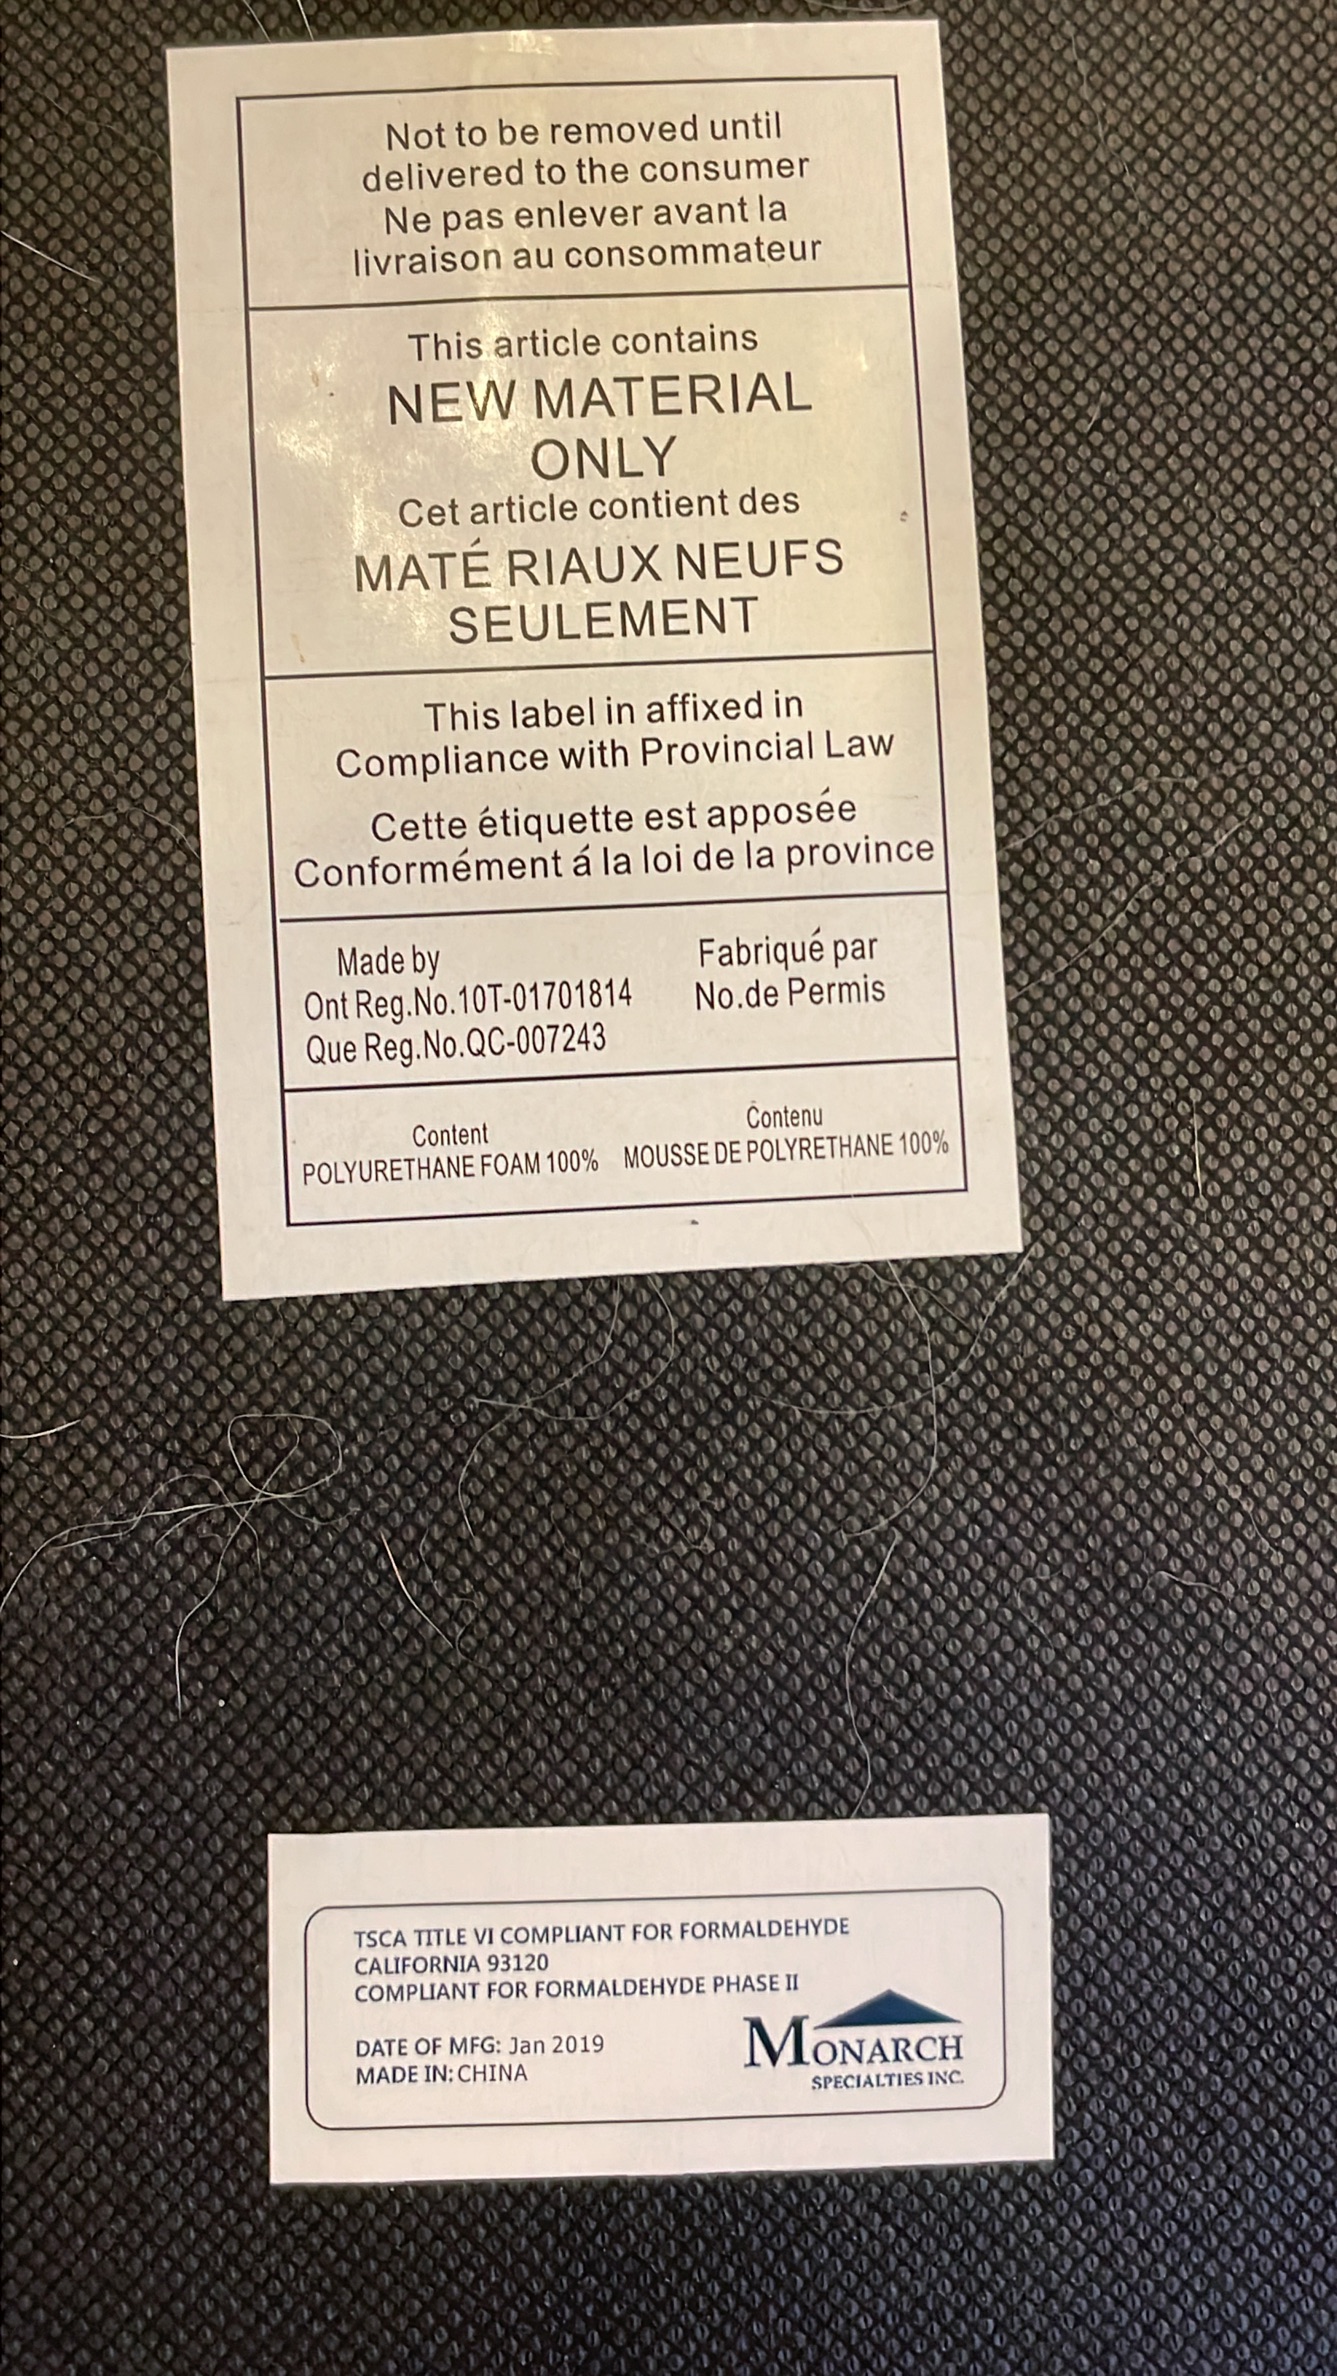 Not to be removed until
delivered to the consumer
Ne pas enlever avant la
livraison au consommateur
This article contains
NEW MATERIAL
ONLY
Cet article contient des
MATÉ RIAUX NEUFS
SEULEMENT
This label in affixed in
Compliance with Provincial Law
Cette étiquette est apposée
Conformément á la loi de la province
Made by
Ont Reg.No.10T-01701814
Que Reg.No.QC-007243
Fabriqué par
No.de Permis
Content
POLYURETHANE FOAM 100%
Contenu
MOUSSE DE POLYRETHANE 100%
TSCA TITLE VI COMPLIANT FOR FORMALDEHYDE
CALIFORNIA 93120
COMPLIANT FOR FORMALDEHYDE PHASE II
DATE OF MFG: Jan 2019
MADE IN: CHINA
MONARCH
SPECIALTIES INC.